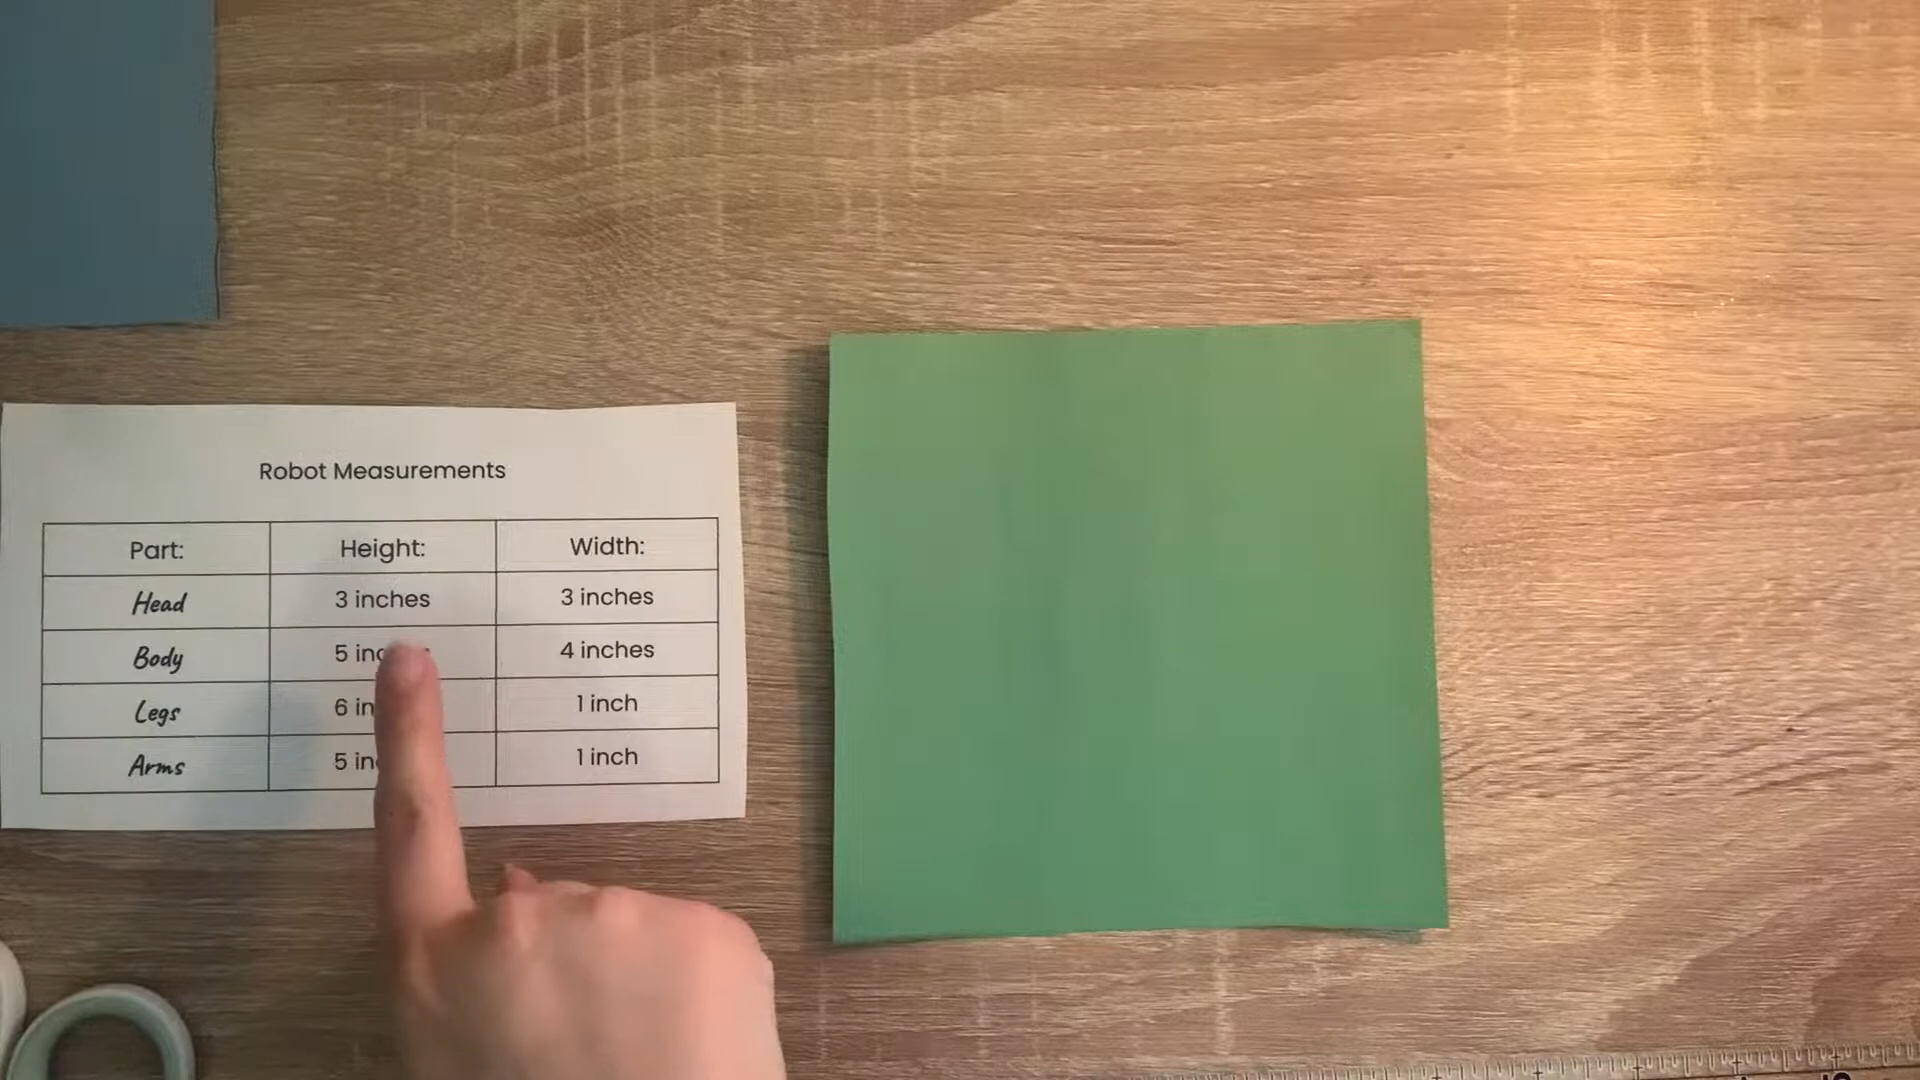 Robot Measurements
Part: Height: Width:
Head 3 inches 3 inches
Body 5 4 inches
Legs 6 1 inch
Arms 5 1 inch